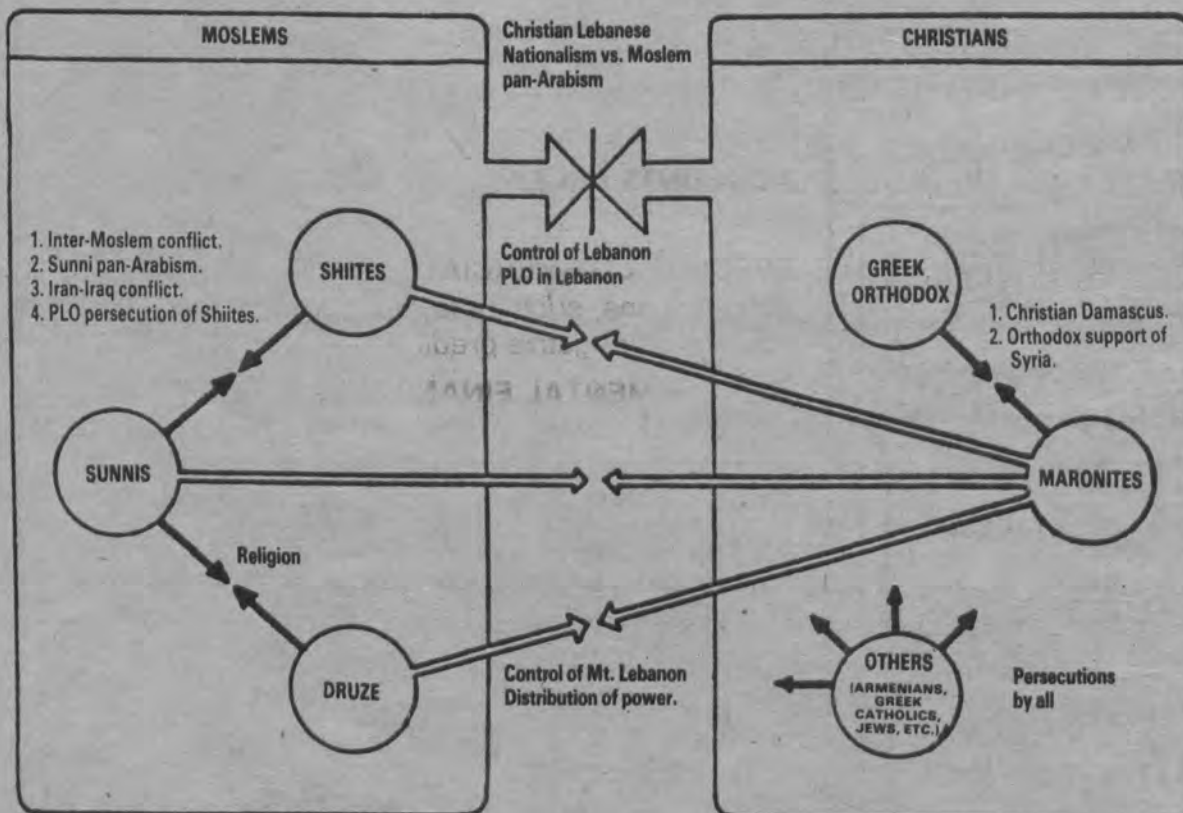 MOSLEMS
Christian Lebanese
Nationalism vs. Moslem
pan-Arabism
CHRISTIANS
1. Inter-Moslem conflict.
2. Sunni pan-Arabism.
3. Iran-Iraq conflict.
4. PLO persecution of Shiites.
SHIITES
Control of Lebanon
PLO in Lebanon
GREEK
ORTHODOX
1. Christian Damascus.
2. Orthodox support of
Syria.
SUNNIS
MARONITES
Religion
DRUZE
Control of Mt. Lebanon
Distribution of power.
OTHERS
(ARMENIANS,
GREEK
CATHOLICS,
JEWS, ETC.)
Persecutions
by all